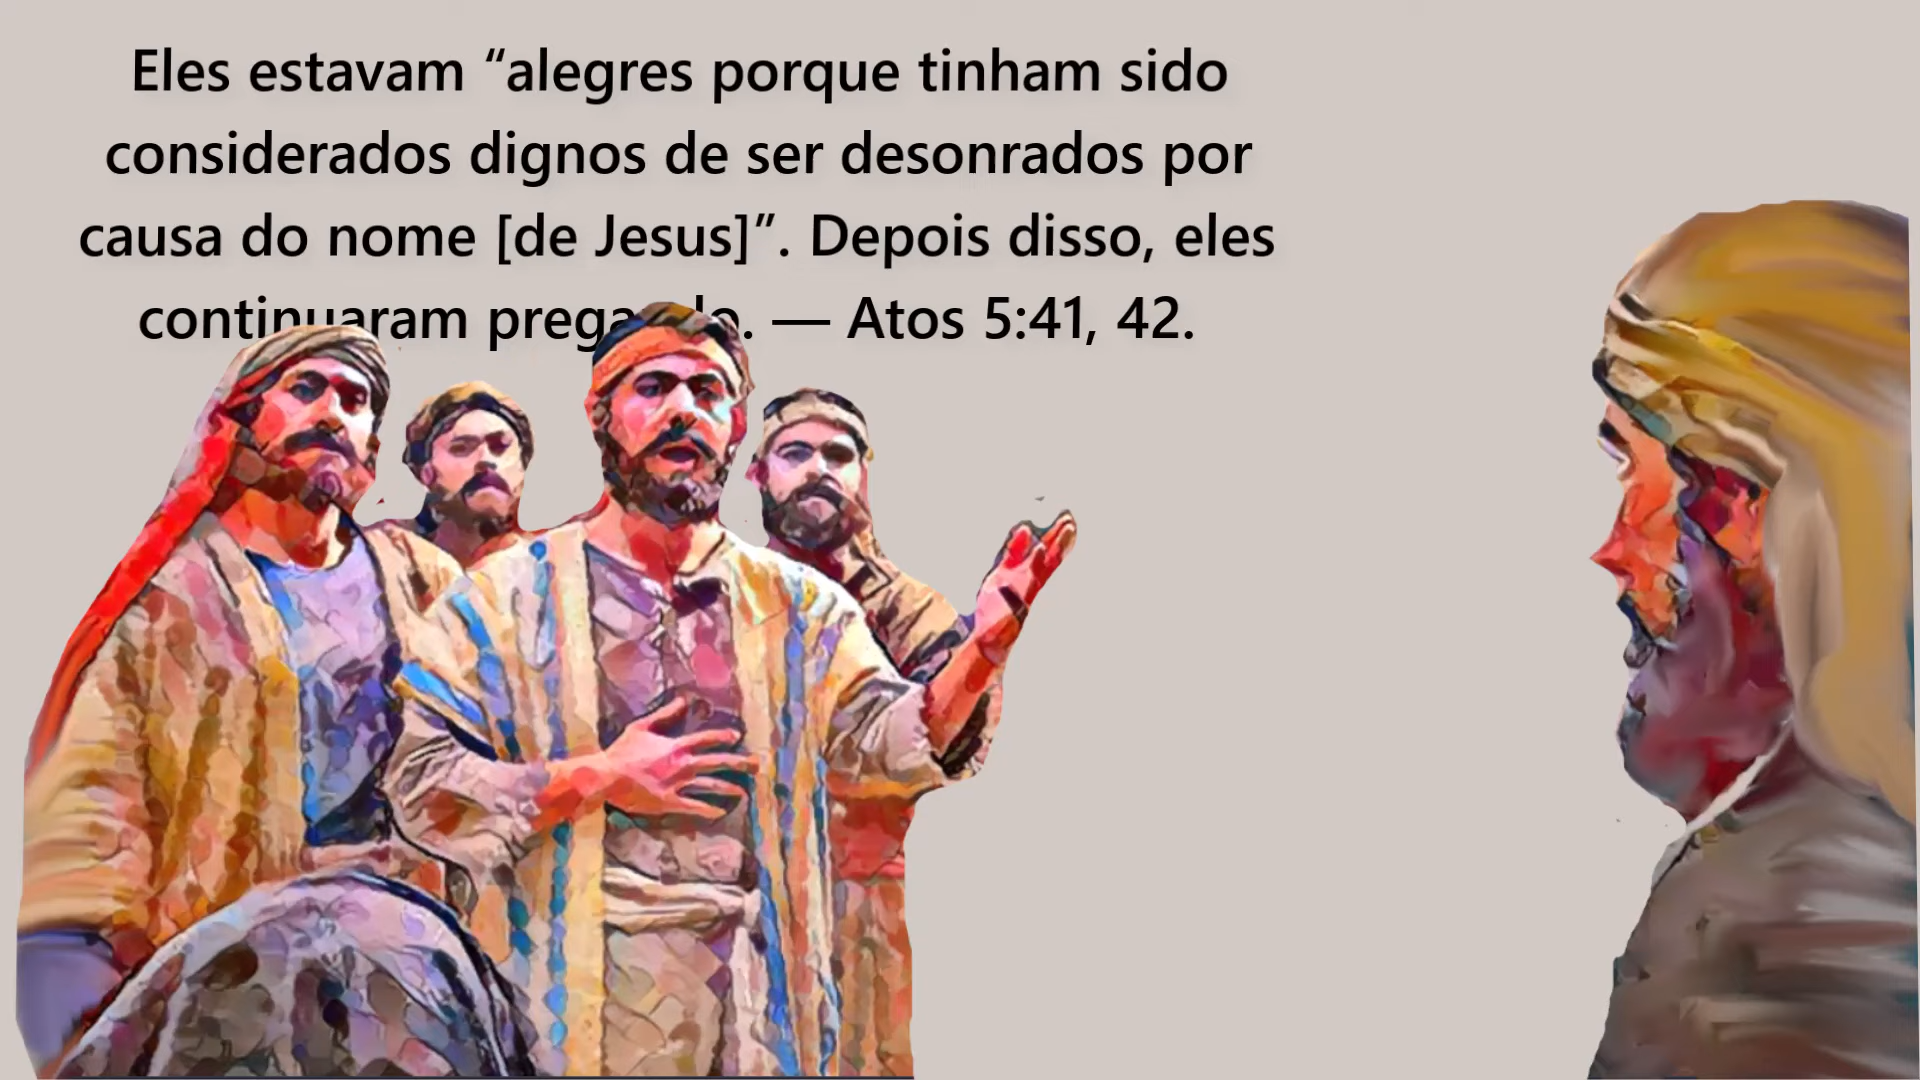 Eles estavam “alegres porque tinham sido
considerados dignos de ser desonrados por
causa do nome [de Jesus]”. Depois disso, eles
continuaram pregando. — Atos 5:41, 42.